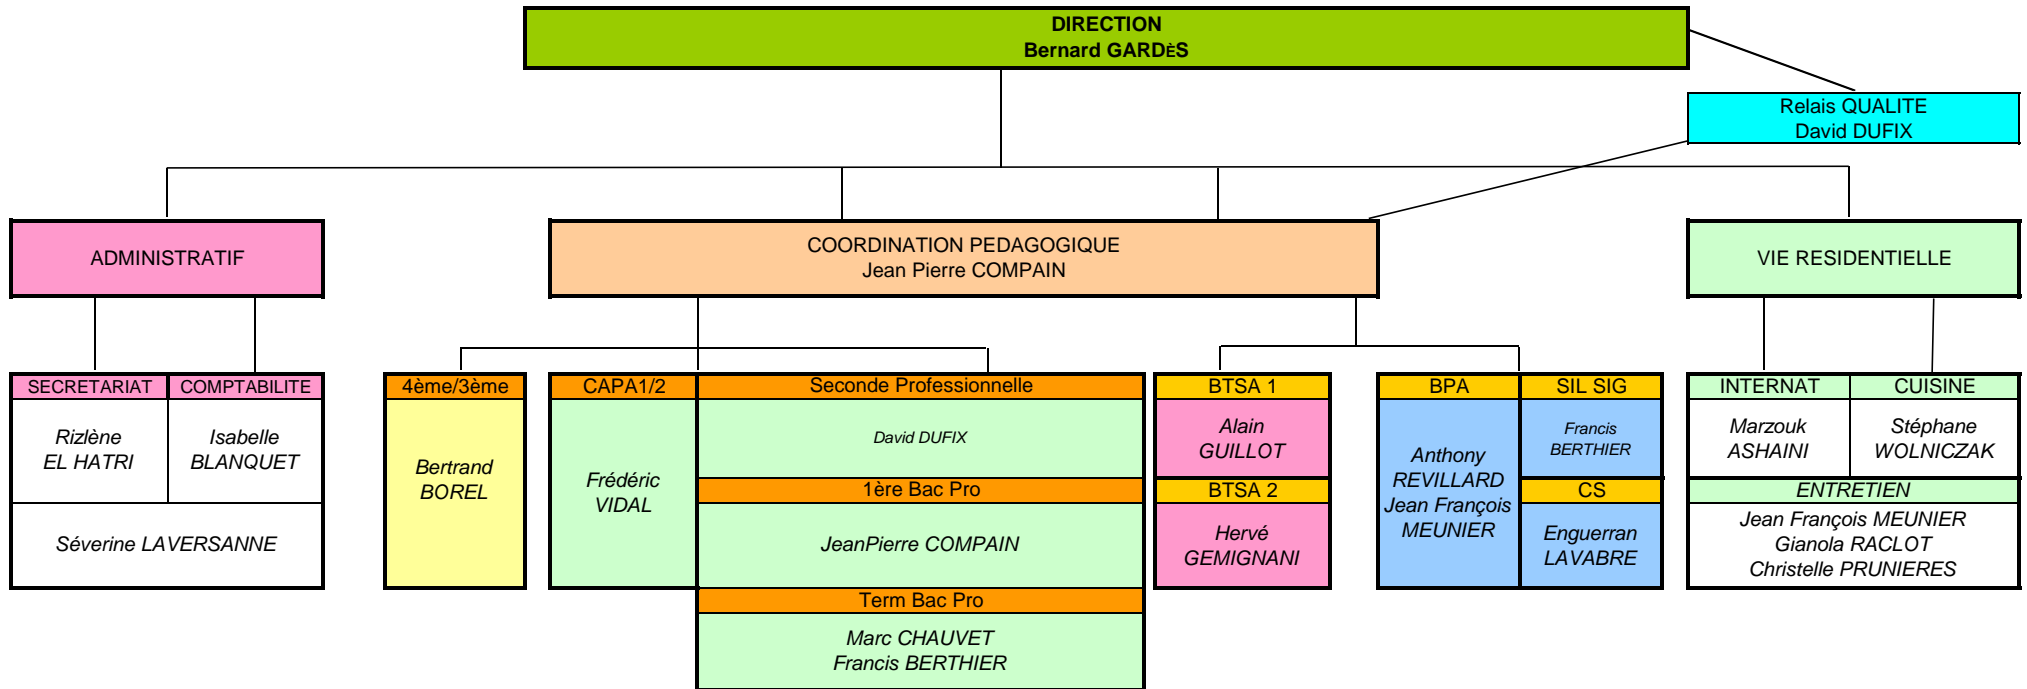 DIRECTION
Bernard GARDèS
Relais QUALITE
David DUFIX
ADMINISTRATIF
COORDINATION PEDAGOGIQUE
Jean Pierre COMPAIN
VIE RESIDENTIELLE
SECRETARIAT
COMPTABILITE
Rizlène
EL HATRI
Isabelle
BLANQUET
Séverine LAVERSANNE
4ème/3ème
Bertrand
BOREL
CAPA1/2
Frédéric
VIDAL
Seconde Professionnelle
David DUFIX
1ère Bac Pro
JeanPierre COMPAIN
Term Bac Pro
Marc CHAUVET
Francis BERTHIER
BTSA 1
Alain
GUILLOT
BTSA 2
Hervé
GEMIGNANI
BPA
Anthony
REVILLARD
Jean François
MEUNIER
SIL SIG
Francis
BERTHIER
CS
Enguerran
LAVABRE
INTERNAT
Marzouk
ASHAINI
CUISINE
Stéphane
WOLNICZAK
ENTRETIEN
Jean François MEUNIER
Gianola RACLOT
Christelle PRUNIERES